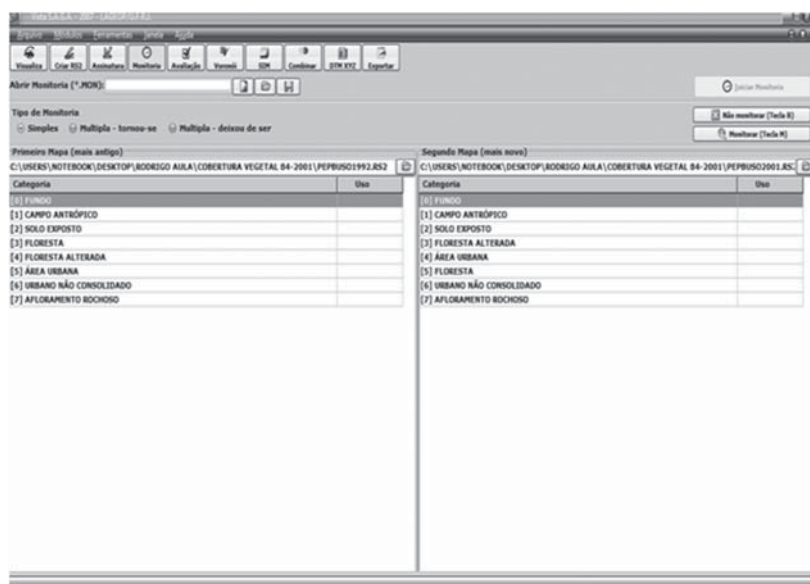 Vista S.A.G.A. - 2007 -
Arquivo Módulos Ferramentas Janela Ajuda
Visualiza Criar RS2 Assinatura Monitoria Avaliação Voronói Combinar DTM XYZ Exportar
Abrir Monitoria (*.MON):
Iniciar Monitoria
Tipo de Monitoria
Não monitorar (Tecla N)
Simples Multipla - tornou-se Multipla - deixou de ser
Monitorar (Tecla M)
Primeiro Mapa (mais antigo) Segundo Mapa (mais novo)
C:\USERS\NOTEBOOK\DESKTOP\RODRIGO AULA\COBERTURA VEGETAL 84-2001\PEPBUSO1992.RS2 C:\USERS\NOTEBOOK\DESKTOP\RODRIGO AULA\COBERTURA VEGETAL 84-2001\PEPBUSO2001.RS2
Categoria Uso Categoria Uso
[0] FUNDO [0] FUNDO
[1] CAMPO ANTRÓPICO [1] CAMPO ANTRÓPICO
[2] SOLO EXPOSTO [2] SOLO EXPOSTO
[3] FLORESTA [3] FLORESTA ALTERADA
[4] FLORESTA ALTERADA [4] ÁREA URBANA
[5] ÁREA URBANA [5] FLORESTA
[6] URBANO NÃO CONSOLIDADO [6] URBANO NÃO CONSOLIDADO
[7] AFLORAMENTO ROCHOSO [7] AFLORAMENTO ROCHOSO